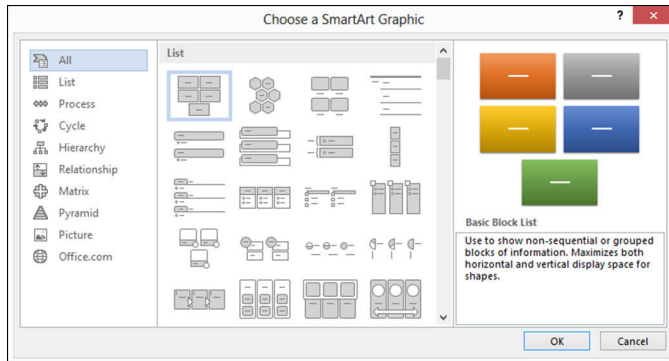 Choose a SmartArt Graphic
?
All
List
Process
Cycle
Hierarchy
Relationship
Matrix
Pyramid
Picture
Office.com
List
Basic Block List
Use to show non-sequential or grouped
blocks of information. Maximizes both
horizontal and vertical display space for
shapes.
OK
Cancel